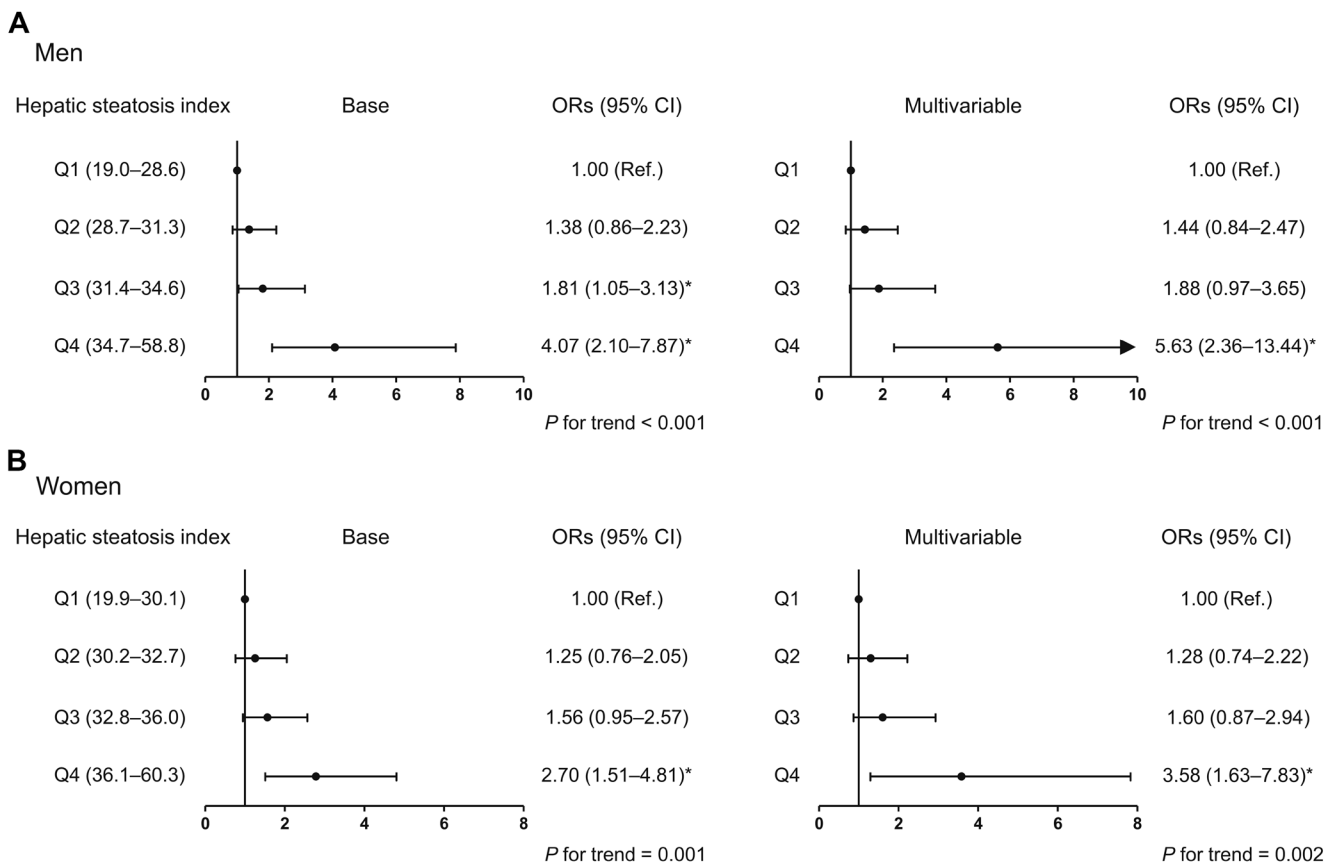 A
Men
Hepatic steatosis index Base ORs (95% CI) Multivariable ORs (95% CI)
Q1 (19.0–28.6) 1.00 (Ref.) Q1 1.00 (Ref.)
Q2 (28.7–31.3) 1.38 (0.86–2.23) Q2 1.44 (0.84–2.47)
Q3 (31.4–34.6) 1.81 (1.05–3.13)* Q3 1.88 (0.97–3.65)
Q4 (34.7–58.8) 4.07 (2.10–7.87)* Q4 5.63 (2.36–13.44)*
0 2 4 6 8 10 0 2 4 6 8 10
P for trend < 0.001 P for trend < 0.001
B
Women
Hepatic steatosis index Base ORs (95% CI) Multivariable ORs (95% CI)
Q1 (19.9–30.1) 1.00 (Ref.) Q1 1.00 (Ref.)
Q2 (30.2–32.7) 1.25 (0.76–2.05) Q2 1.28 (0.74–2.22)
Q3 (32.8–36.0) 1.56 (0.95–2.57) Q3 1.60 (0.87–2.94)
Q4 (36.1–60.3) 2.70 (1.51–4.81)* Q4 3.58 (1.63–7.83)*
0 2 4 6 8 0 2 4 6 8
P for trend = 0.001 P for trend = 0.002